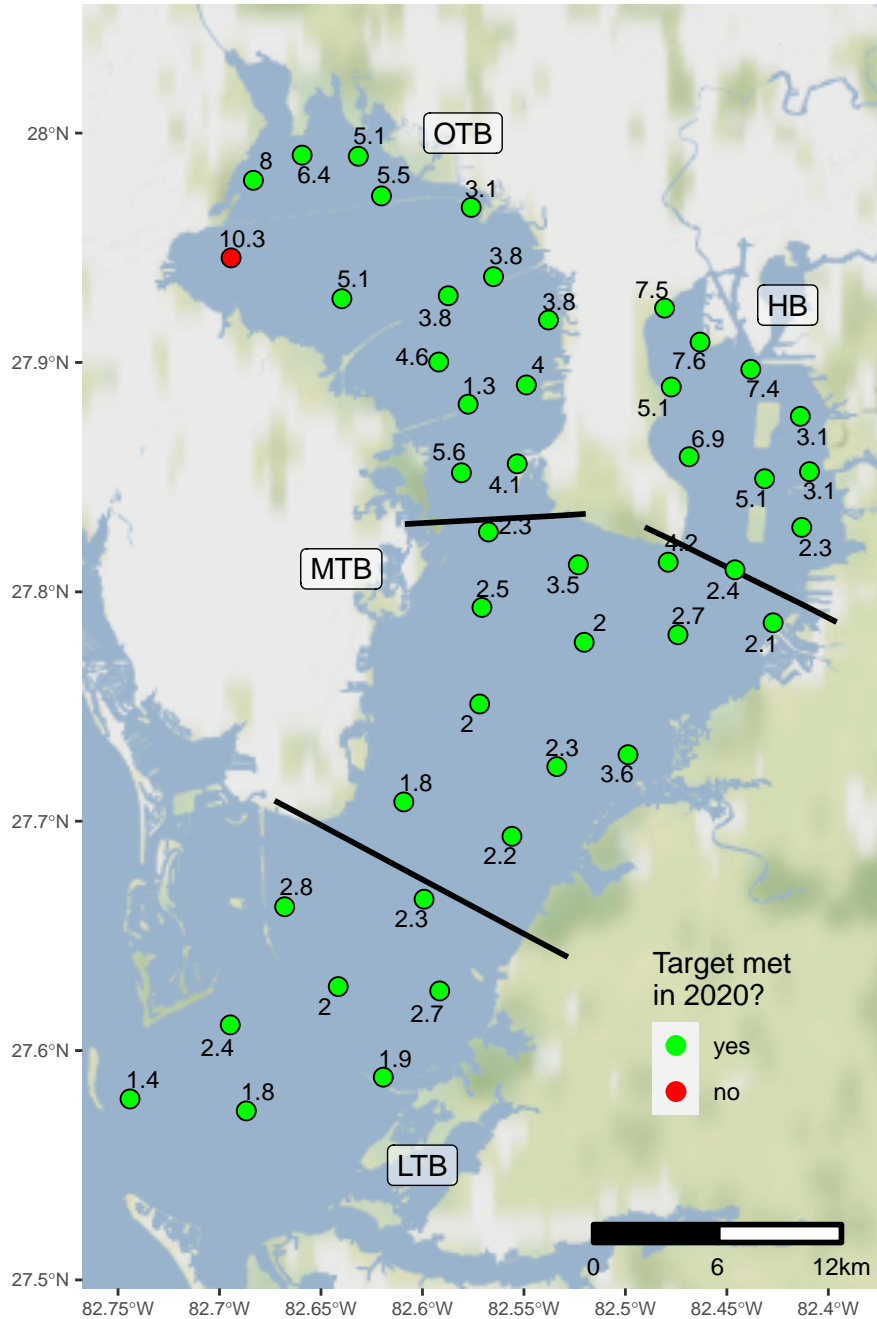 OTB
28°N
5.1
8
6.4
5.5
3.1
10.3
3.8
5.1
3.8
3.8
7.5
HB
27.9°N
4.6
4
7.6
7.4
1.3
5.1
3.1
5.6
6.9
4.1
5.1
3.1
2.3
2.3
4.2
MTB
3.5
2.4
27.8°N
2.5
2
2.7
2.1
2
2.3
3.6
1.8
27.7°N
2.2
2.8
2.3
Target met
in 2020?
2
2.7
2.4
yes
27.6°N
1.9
1.4
1.8
no
LTB
0 6 12km
27.5°N
82.75°W 82.7°W 82.65°W 82.6°W 82.55°W 82.5°W 82.45°W 82.4°W